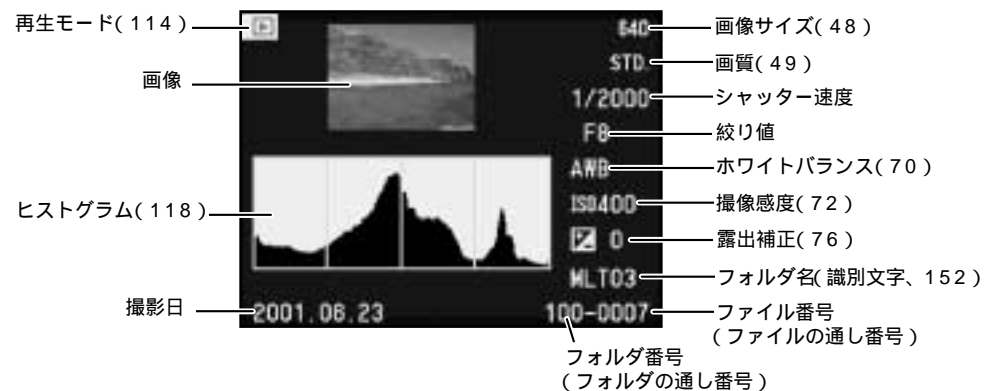 再生モード(114)
画像
ヒストグラム(118)
撮影日
640
STD.
1/2000
F8
AWB
ISO400
0
MLT03
2001.06.23
100-0007
画像サイズ(48)
画質(49)
シャッター速度
絞り値
ホワイトバランス(70)
撮像感度(72)
露出補正(76)
フォルダ名(識別文字、152)
ファイル番号
(ファイルの通し番号)
フォルダ番号
(フォルダの通し番号)